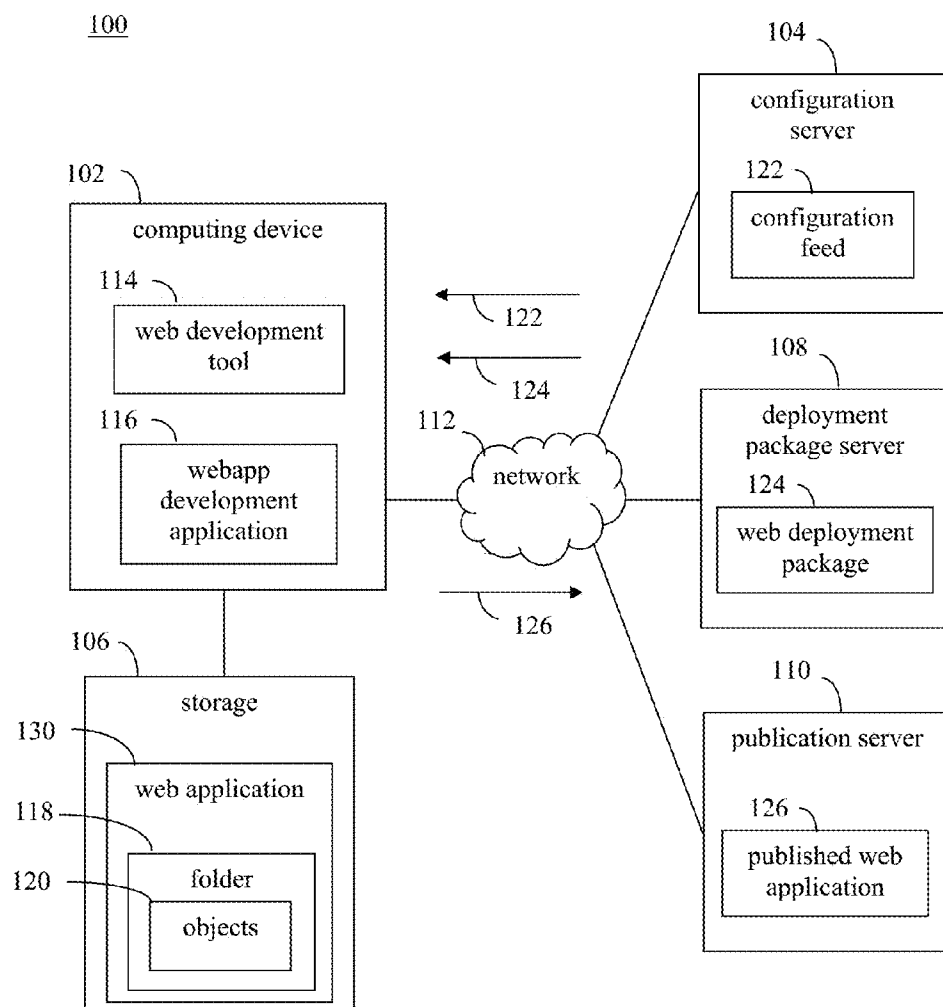 100
104
configuration
server
122
configuration
feed
102
computing device
114
web development
tool
116
webapp
development
application
122
124
112
network
126
108
deployment
package server
124
web deployment
package
106
storage
130
web application
118
folder
120
objects
110
publication server
126
published web
application